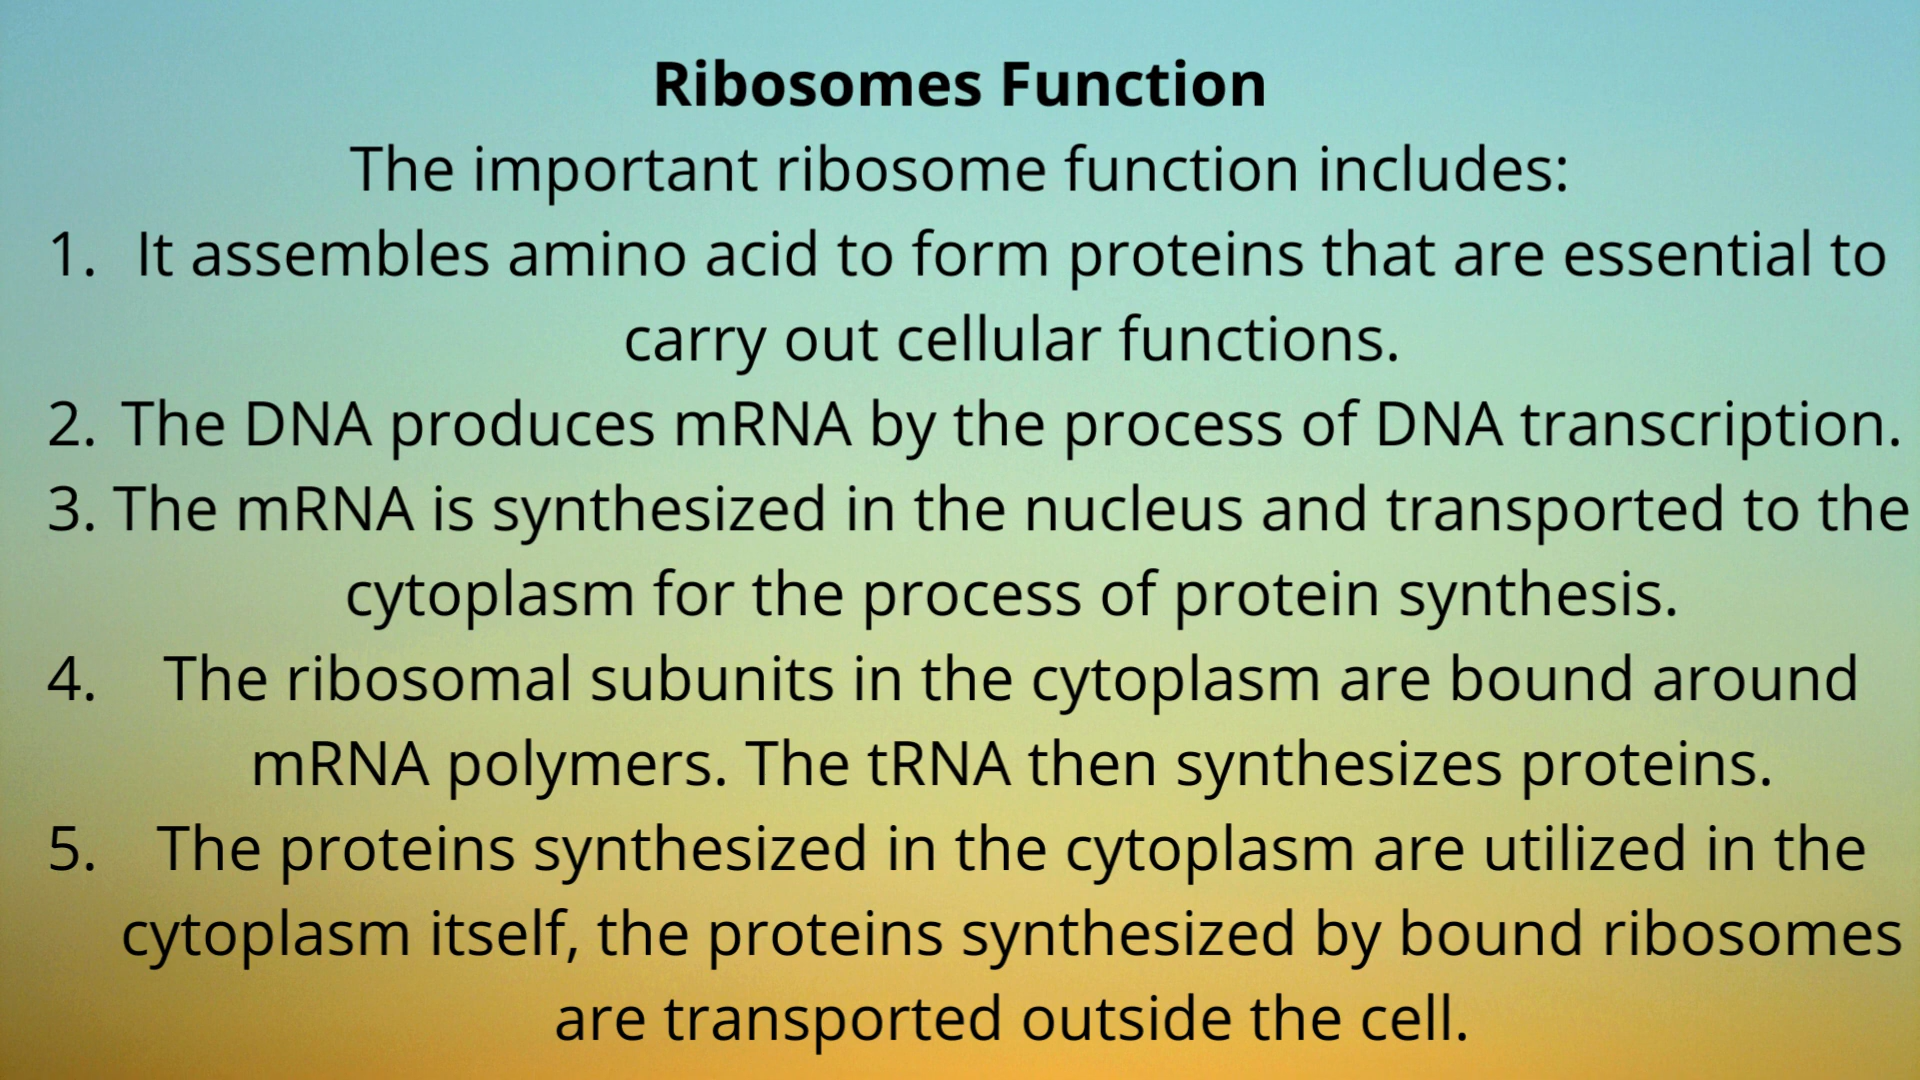 Ribosomes Function
The important ribosome function includes:
1. It assembles amino acid to form proteins that are essential to
carry out cellular functions.
2. The DNA produces mRNA by the process of DNA transcription.
3. The mRNA is synthesized in the nucleus and transported to the
cytoplasm for the process of protein synthesis.
4. The ribosomal subunits in the cytoplasm are bound around
mRNA polymers. The tRNA then synthesizes proteins.
5. The proteins synthesized in the cytoplasm are utilized in the
cytoplasm itself, the proteins synthesized by bound ribosomes
are transported outside the cell.